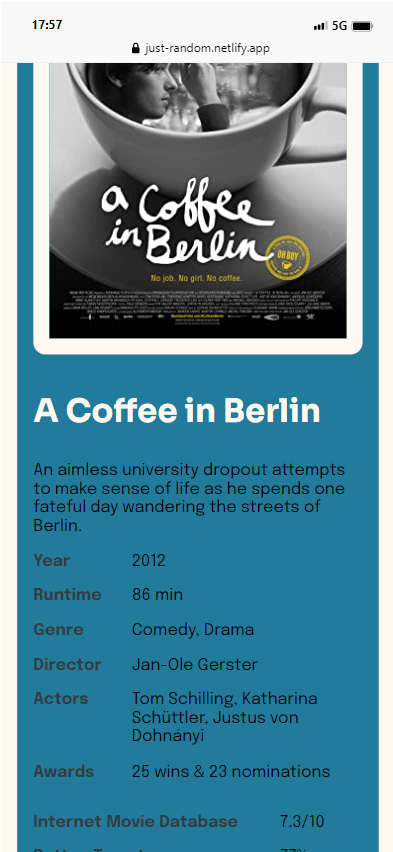 17:57
5G
just-random.netlify.app
a Coffee
in Berlin
OH BOY
No job. No girl. No coffee.
A Coffee in Berlin
An aimless university dropout attempts
to make sense of life as he spends one
fateful day wandering the streets of
Berlin.
Year 2012
Runtime 86 min
Genre Comedy, Drama
Director Jan-Ole Gerster
Actors Tom Schilling, Katharina
Schüttler, Justus von
Dohnányi
Awards 25 wins & 23 nominations
Internet Movie Database 7.3/10